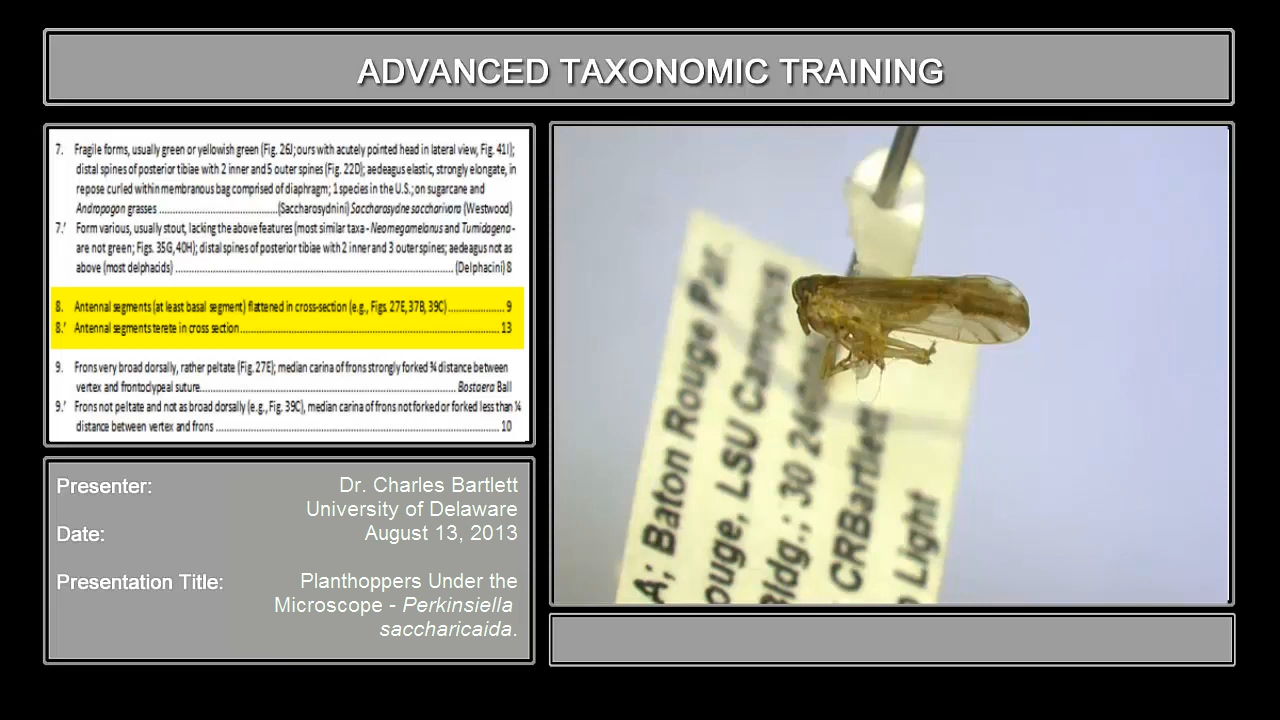 ADVANCED TAXONOMIC TRAINING
7. Fragile forms, usually green or yellowish green (Fig. 26J; ours with acutely pointed head in lateral view, Fig. 41I);
distal spines of posterior tibiae with 2 inner and 5 outer spines (Fig. 22D); aedeagus elastic, strongly elongate, in
repose curled within membranous bag comprised of diaphragm; 1 species in the U.S.; on sugarcane and
Andropogon grasses ........................................(Saccharosydnini) Saccharosydne saccharivora (Westwood)
7.' Form various, usually stout, lacking the above features (most similar taxa - Neomegamelanus and Tumidagena -
are not green; Figs. 35G, 40H); distal spines of posterior tibiae with 2 inner and 3 outer spines; aedeagus not as
above (most delphacids) ............................................................................................... (Delphacini) 8
8. Antennal segments (at least basal segment) flattened in cross-section (e.g., Figs. 27E, 37B, 39C) ................... 9
8.' Antennal segments terete in cross section............................................................................................ 13
9. Frons very broad dorsally, rather peltate (Fig. 27E); median carina of frons strongly forked ¾ distance between
vertex and frontoclypeal suture.................................................................................... Bostaera Ball
9.' Frons not peltate and not as broad dorsally (e.g., Fig. 39C), median carina of frons not forked or forked less than ¼
distance between vertex and frons .................................................................................................. 10
Presenter: Dr. Charles Bartlett
University of Delaware
Date: August 13, 2013
Presentation Title: Planthoppers Under the
Microscope - Perkinsiella
saccharicaida.
A; Baton Rouge Par.
ouge, LSU Campus
Bldg.; 30 24
CRBartlett
Light